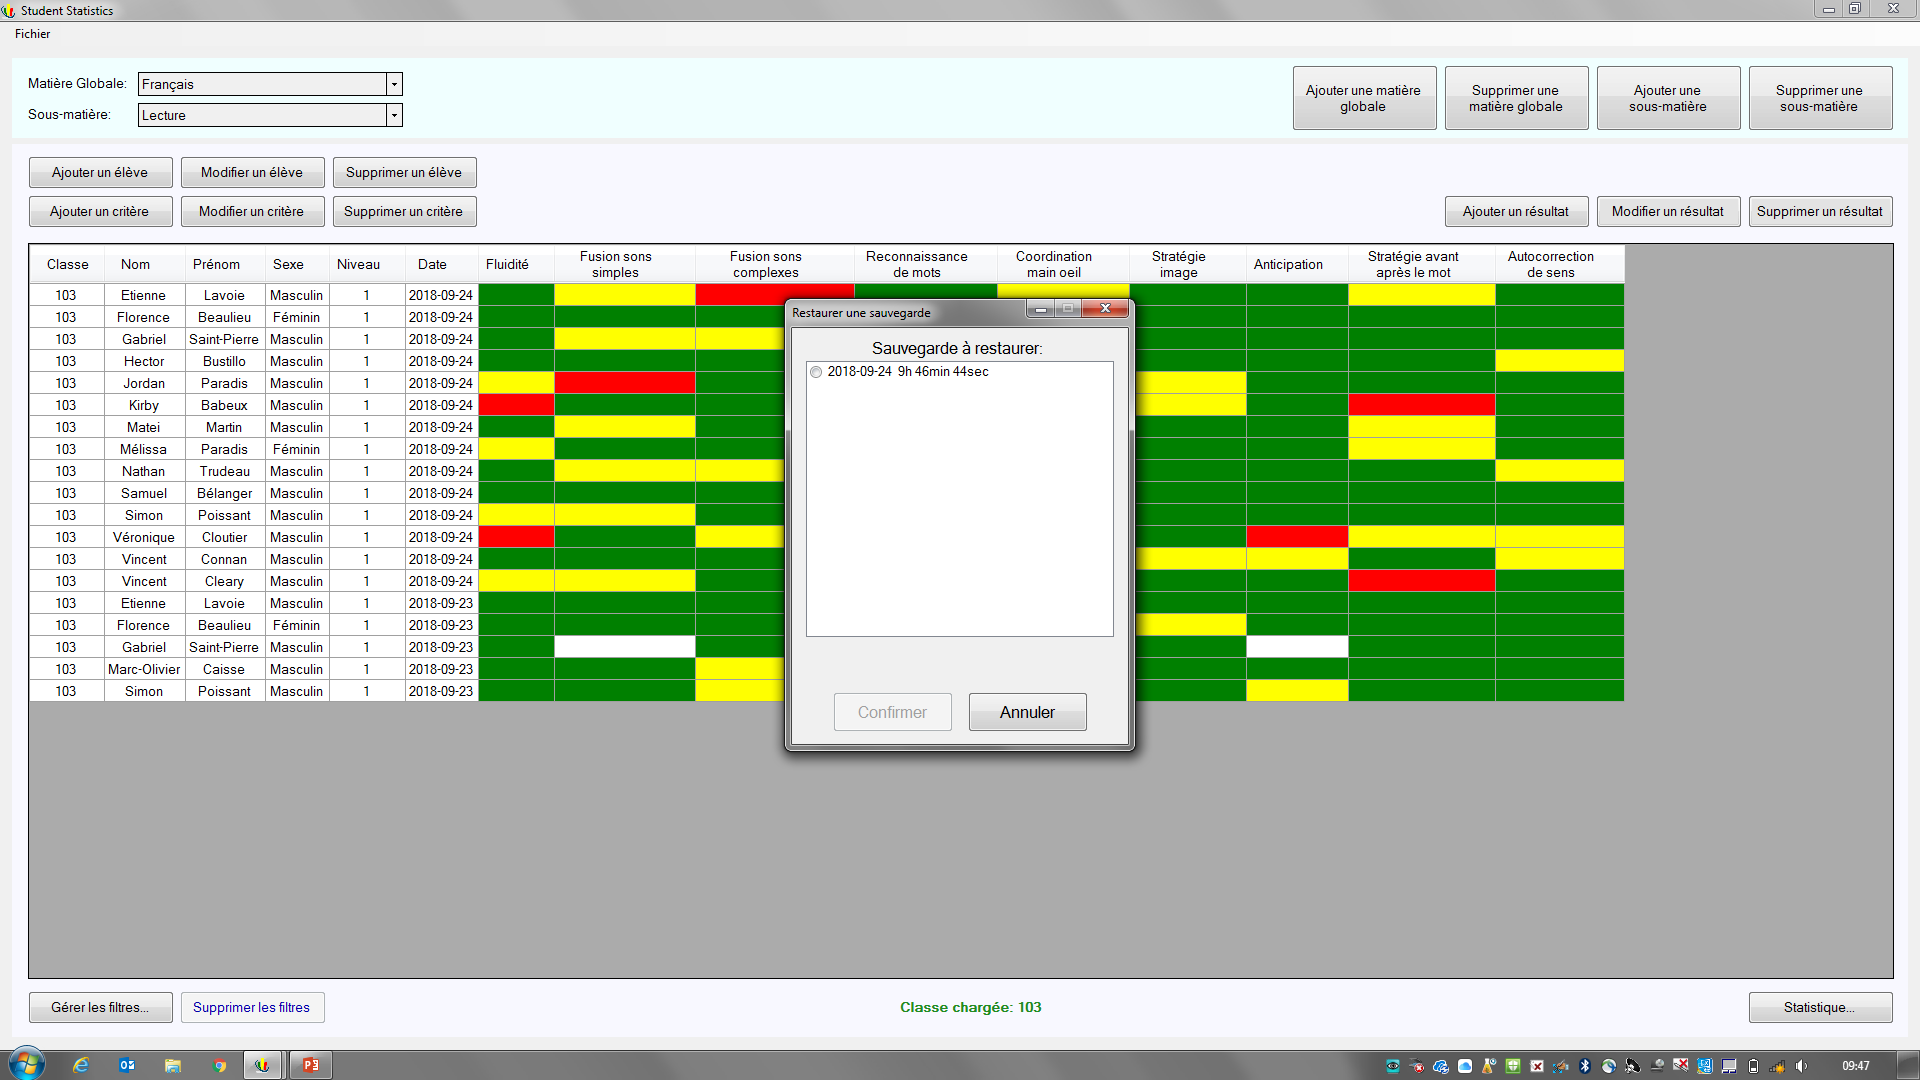 Student Statistics
Fichier
Matière Globale: Français
Sous-matière: Lecture
Ajouter une matière globale
Supprimer une matière globale
Ajouter une sous-matière
Supprimer une sous-matière
Ajouter un élève Modifier un élève Supprimer un élève
Ajouter un critère Modifier un critère Supprimer un critère
Ajouter un résultat Modifier un résultat Supprimer un résultat
Classe Nom Prénom Sexe Niveau Date Fluidité Fusion sons simples Fusion sons complexes Reconnaissance de mots Coordination main oeil Stratégie image Anticipation Stratégie avant après le mot Autocorrection de sens
103 Etienne Lavoie Masculin 1 2018-09-24
103 Florence Beaulieu Féminin 1 2018-09-24
103 Gabriel Saint-Pierre Masculin 1 2018-09-24
103 Hector Bustillo Masculin 1 2018-09-24
103 Jordan Paradis Masculin 1 2018-09-24
103 Kirby Babeux Masculin 1 2018-09-24
103 Matei Martin Masculin 1 2018-09-24
103 Mélissa Paradis Féminin 1 2018-09-24
103 Nathan Trudeau Masculin 1 2018-09-24
103 Samuel Bélanger Masculin 1 2018-09-24
103 Simon Poissant Masculin 1 2018-09-24
103 Véronique Cloutier Masculin 1 2018-09-24
103 Vincent Connan Masculin 1 2018-09-24
103 Vincent Cleary Masculin 1 2018-09-24
103 Etienne Lavoie Masculin 1 2018-09-23
103 Florence Beaulieu Féminin 1 2018-09-23
103 Gabriel Saint-Pierre Masculin 1 2018-09-23
103 Marc-Olivier Caisse Masculin 1 2018-09-23
103 Simon Poissant Masculin 1 2018-09-23
Restaurer une sauvegarde
Sauvegarde à restaurer:
2018-09-24 9h 46min 44sec
Confirmer Annuler
Gérer les filtres... Supprimer les filtres Classe chargée: 103 Statistique...
09:47